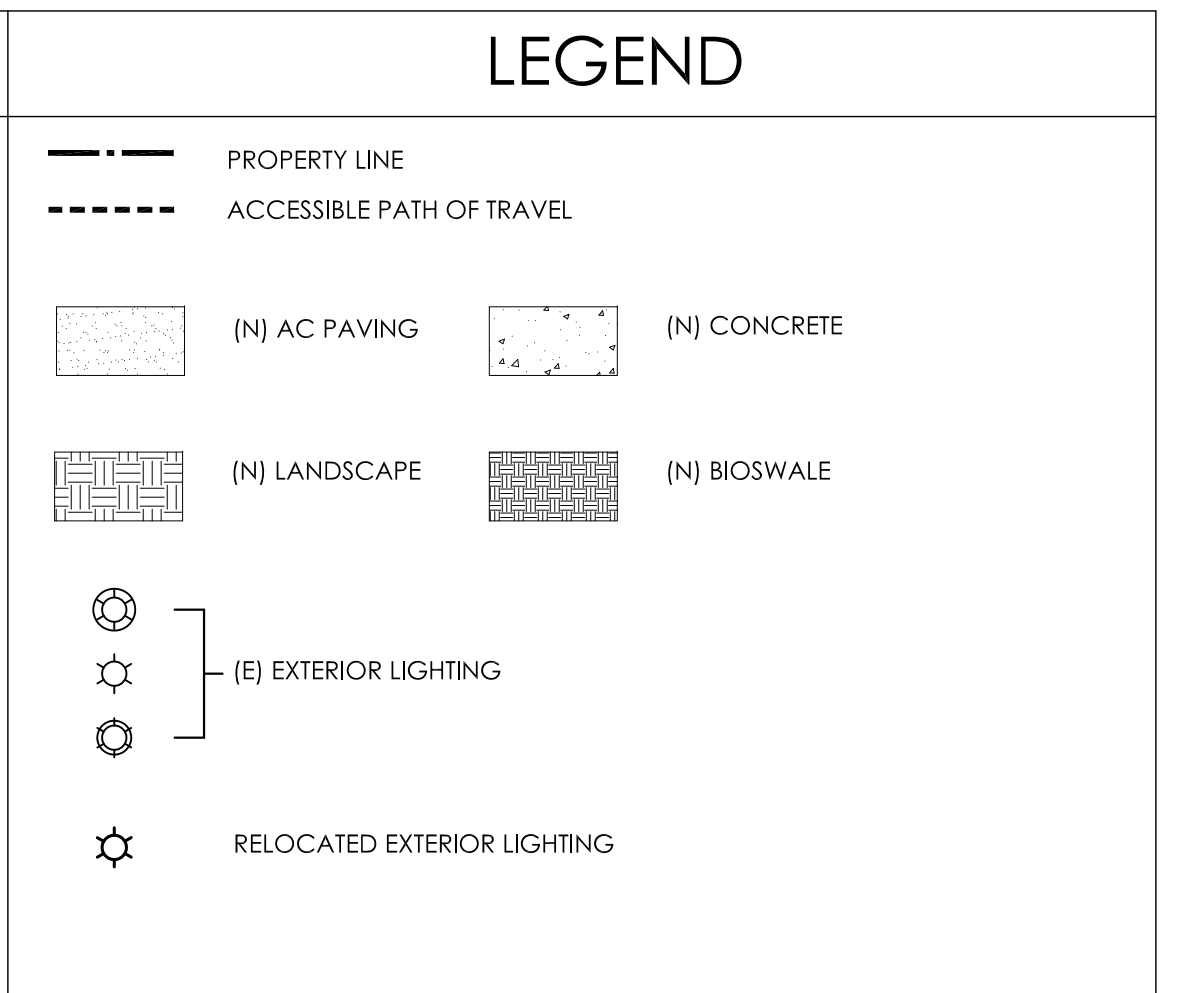 LEGEND
PROPERTY LINE
ACCESSIBLE PATH OF TRAVEL
(N) AC PAVING
(N) CONCRETE
(N) LANDSCAPE
(N) BIOSWALE
(E) EXTERIOR LIGHTING
RELOCATED EXTERIOR LIGHTING